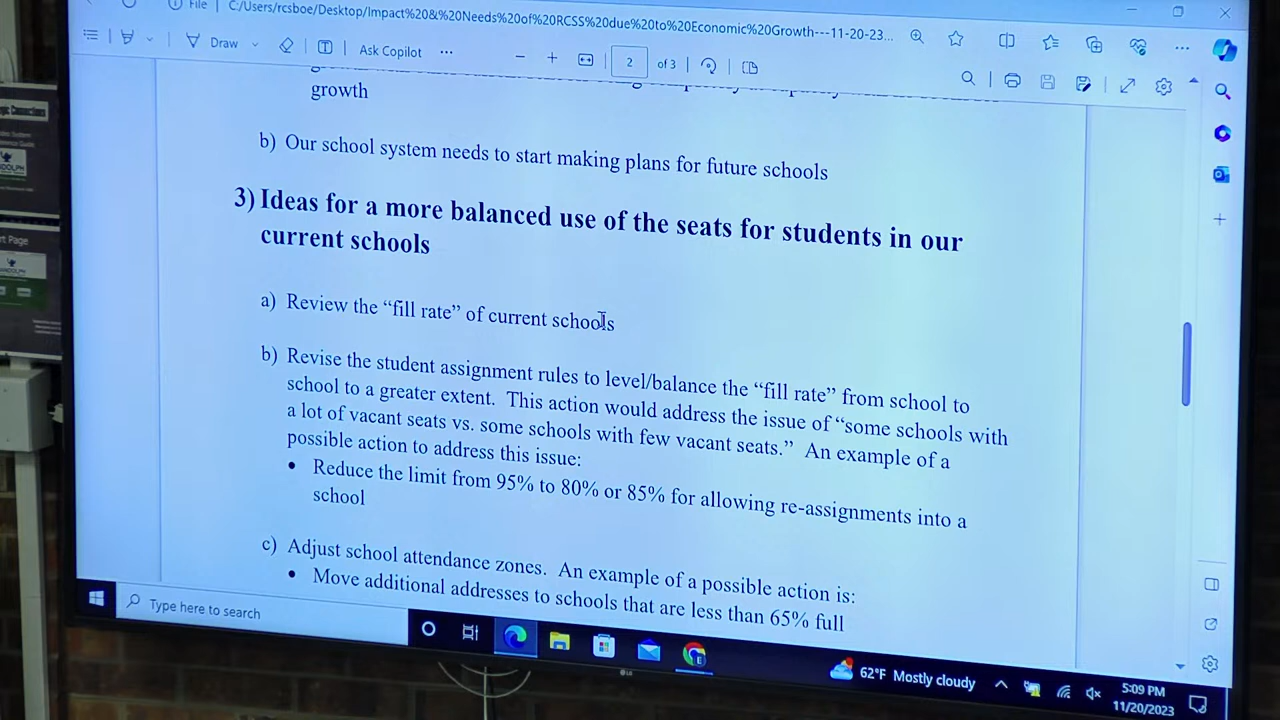 File
C:/Users/rcsboe/Desktop/Impact%20&%20Needs%20of%20RCSS%20due%20to%20Economic%20Growth---11-20-23...
Draw
Ask Copilot
2 of 3
growth
b) Our school system needs to start making plans for future schools
3) Ideas for a more balanced use of the seats for students in our
current schools
a) Review the “fill rate” of current schools
b) Revise the student assignment rules to level/balance the “fill rate” from school to
school to a greater extent. This action would address the issue of “some schools with
a lot of vacant seats vs. some schools with few vacant seats.” An example of a
possible action to address this issue:
• Reduce the limit from 95% to 80% or 85% for allowing re-assignments into a
school
c) Adjust school attendance zones. An example of a possible action is:
• Move additional addresses to schools that are less than 65% full
Type here to search
62°F Mostly cloudy
5:09 PM
11/20/2023
LG